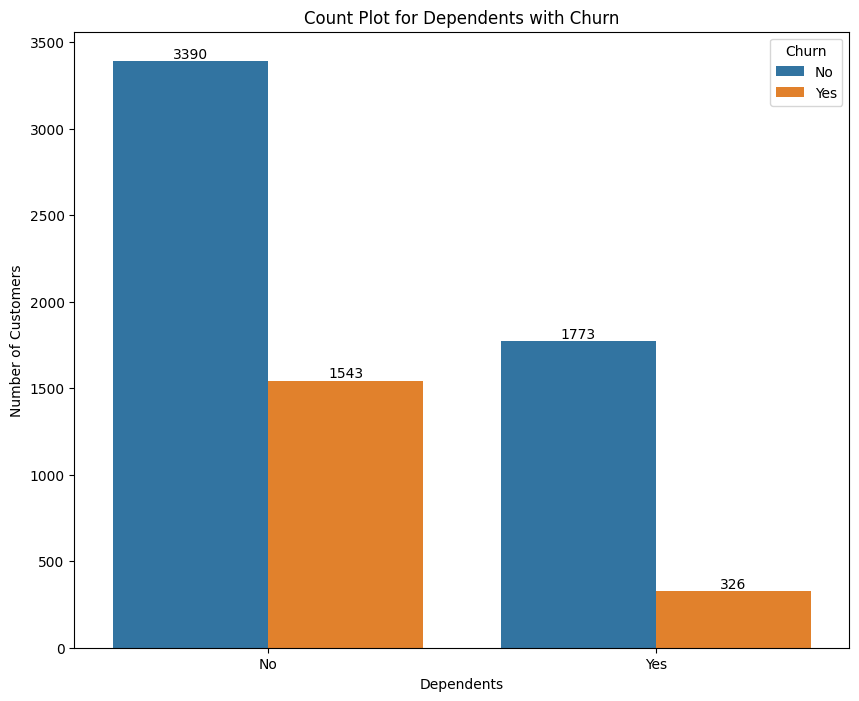 Count Plot for Dependents with Churn
Churn
No
Yes
3390
1543
1773
326
3500
3000
2500
2000
1500
1000
500
0
Number of Customers
No
Yes
Dependents